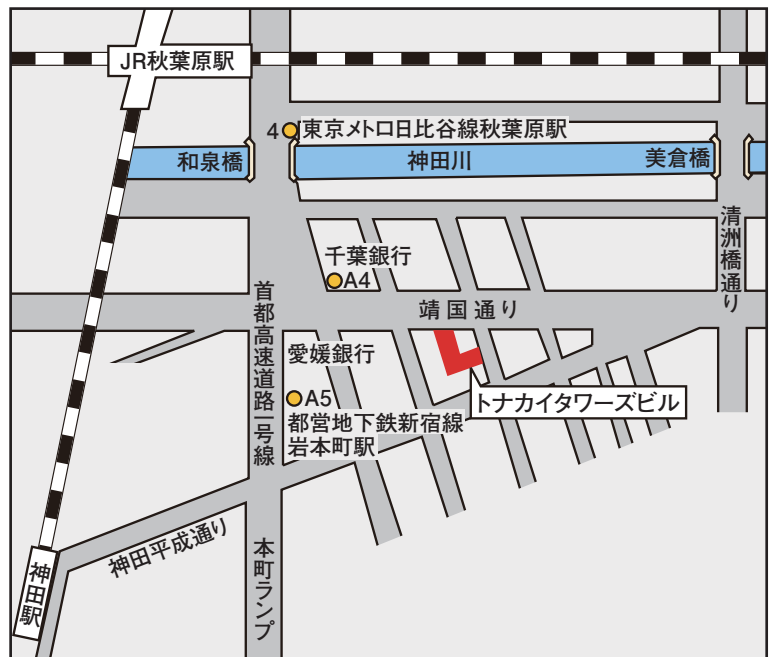 JR秋葉原駅
4
東京メトロ日比谷線秋葉原駅
和泉橋
神田川
美倉橋
清洲橋通り
千葉銀行
A4
首都高速道路一号線
靖国通り
愛媛銀行
A5
都営地下鉄新宿線
岩本町駅
トナカイタワーズビル
神田平成通り
本町ランプ
神田駅